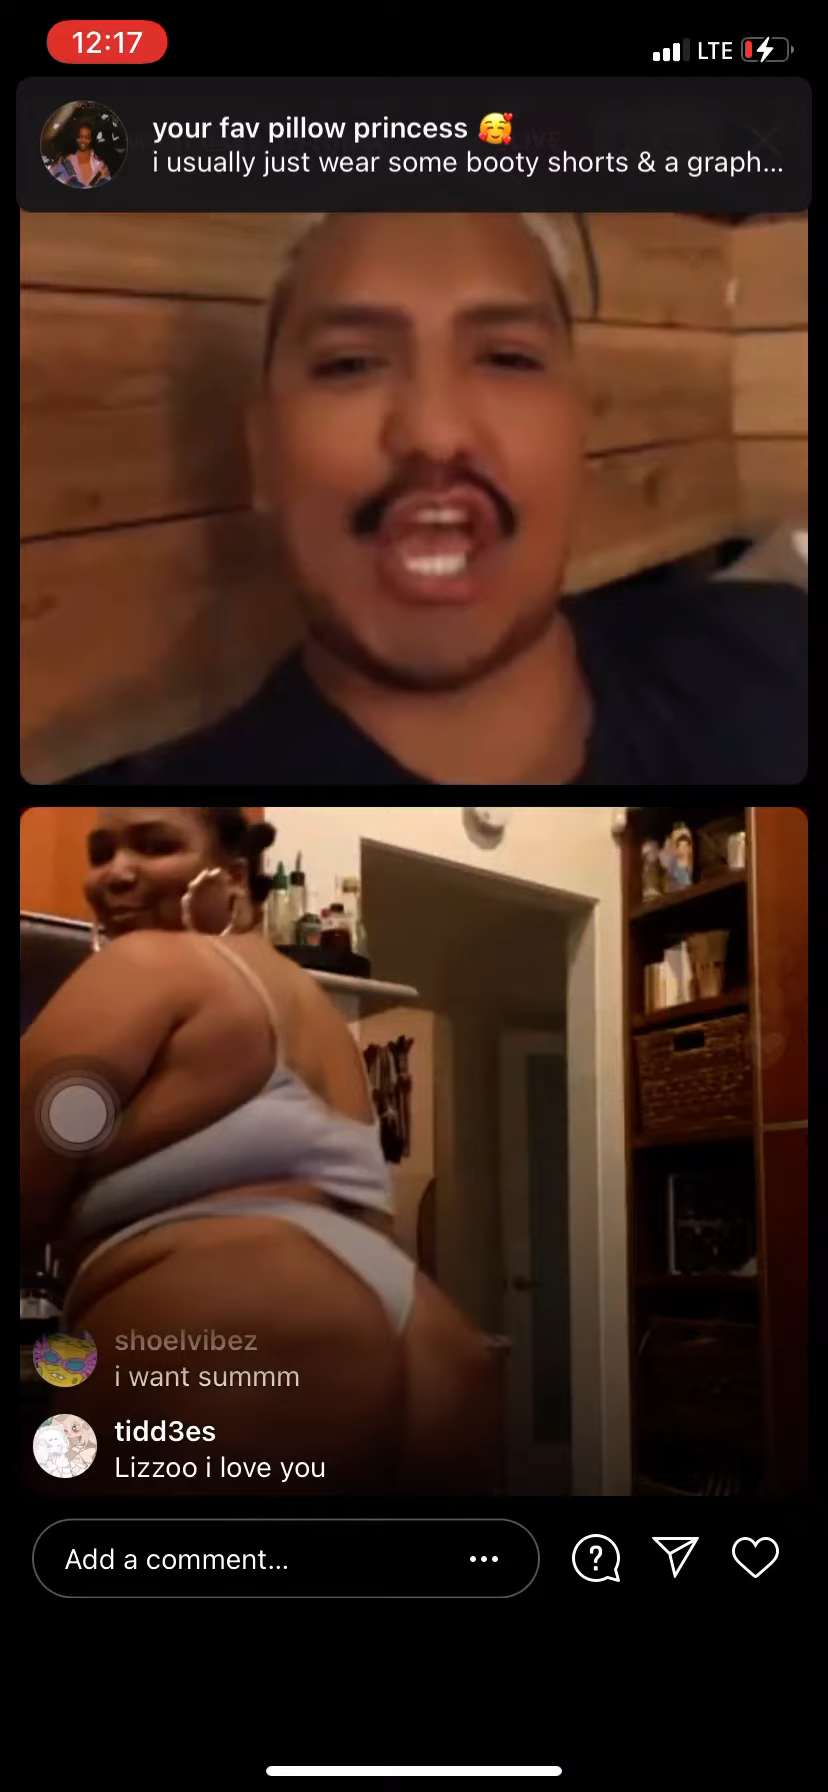 12:17
LTE
your fav pillow princess 🥰
i usually just wear some booty shorts & a graph...
shoelvibez
i want summm
tidd3es
Lizzoo i love you
Add a comment...